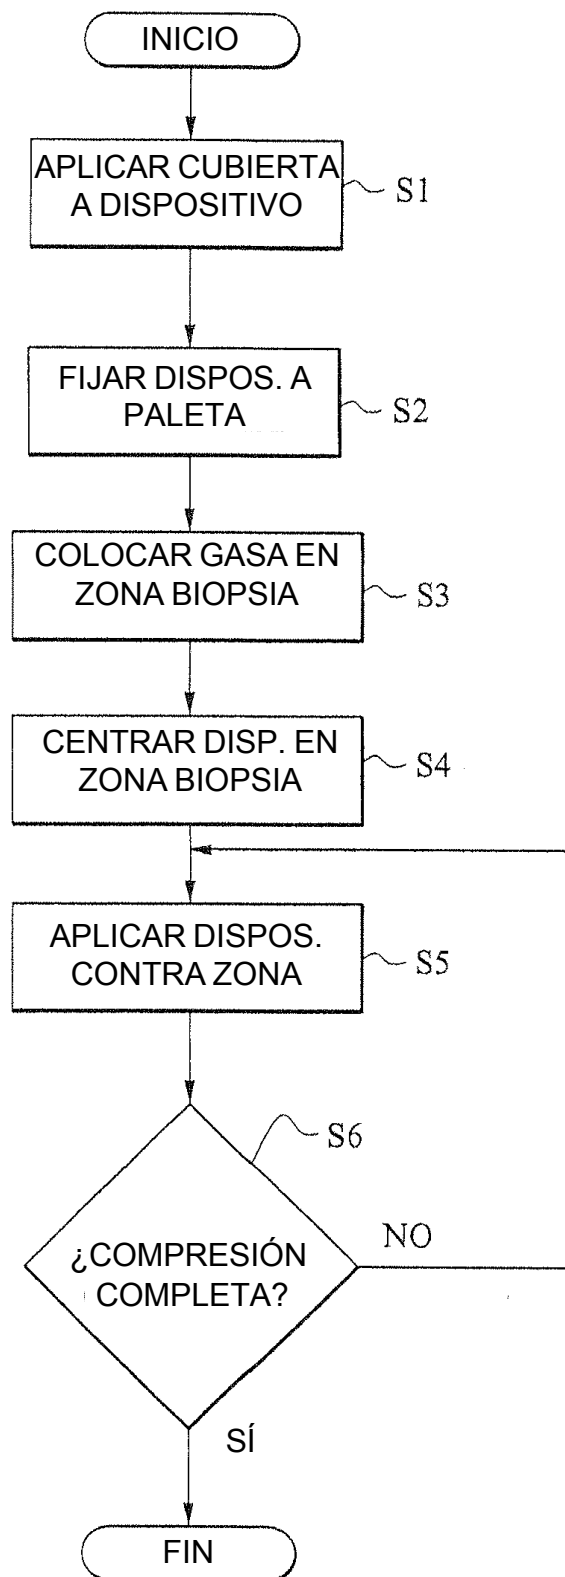 INICIO
APLICAR CUBIERTA
A DISPOSITIVO
S1
FIJAR DISPOS. A
PALETA
S2
COLOCAR GASA EN
ZONA BIOPSIA
S3
CENTRAR DISP. EN
ZONA BIOPSIA
S4
APLICAR DISPOS.
CONTRA ZONA
S5
S6
¿COMPRESIÓN
COMPLETA?
NO
SÍ
FIN